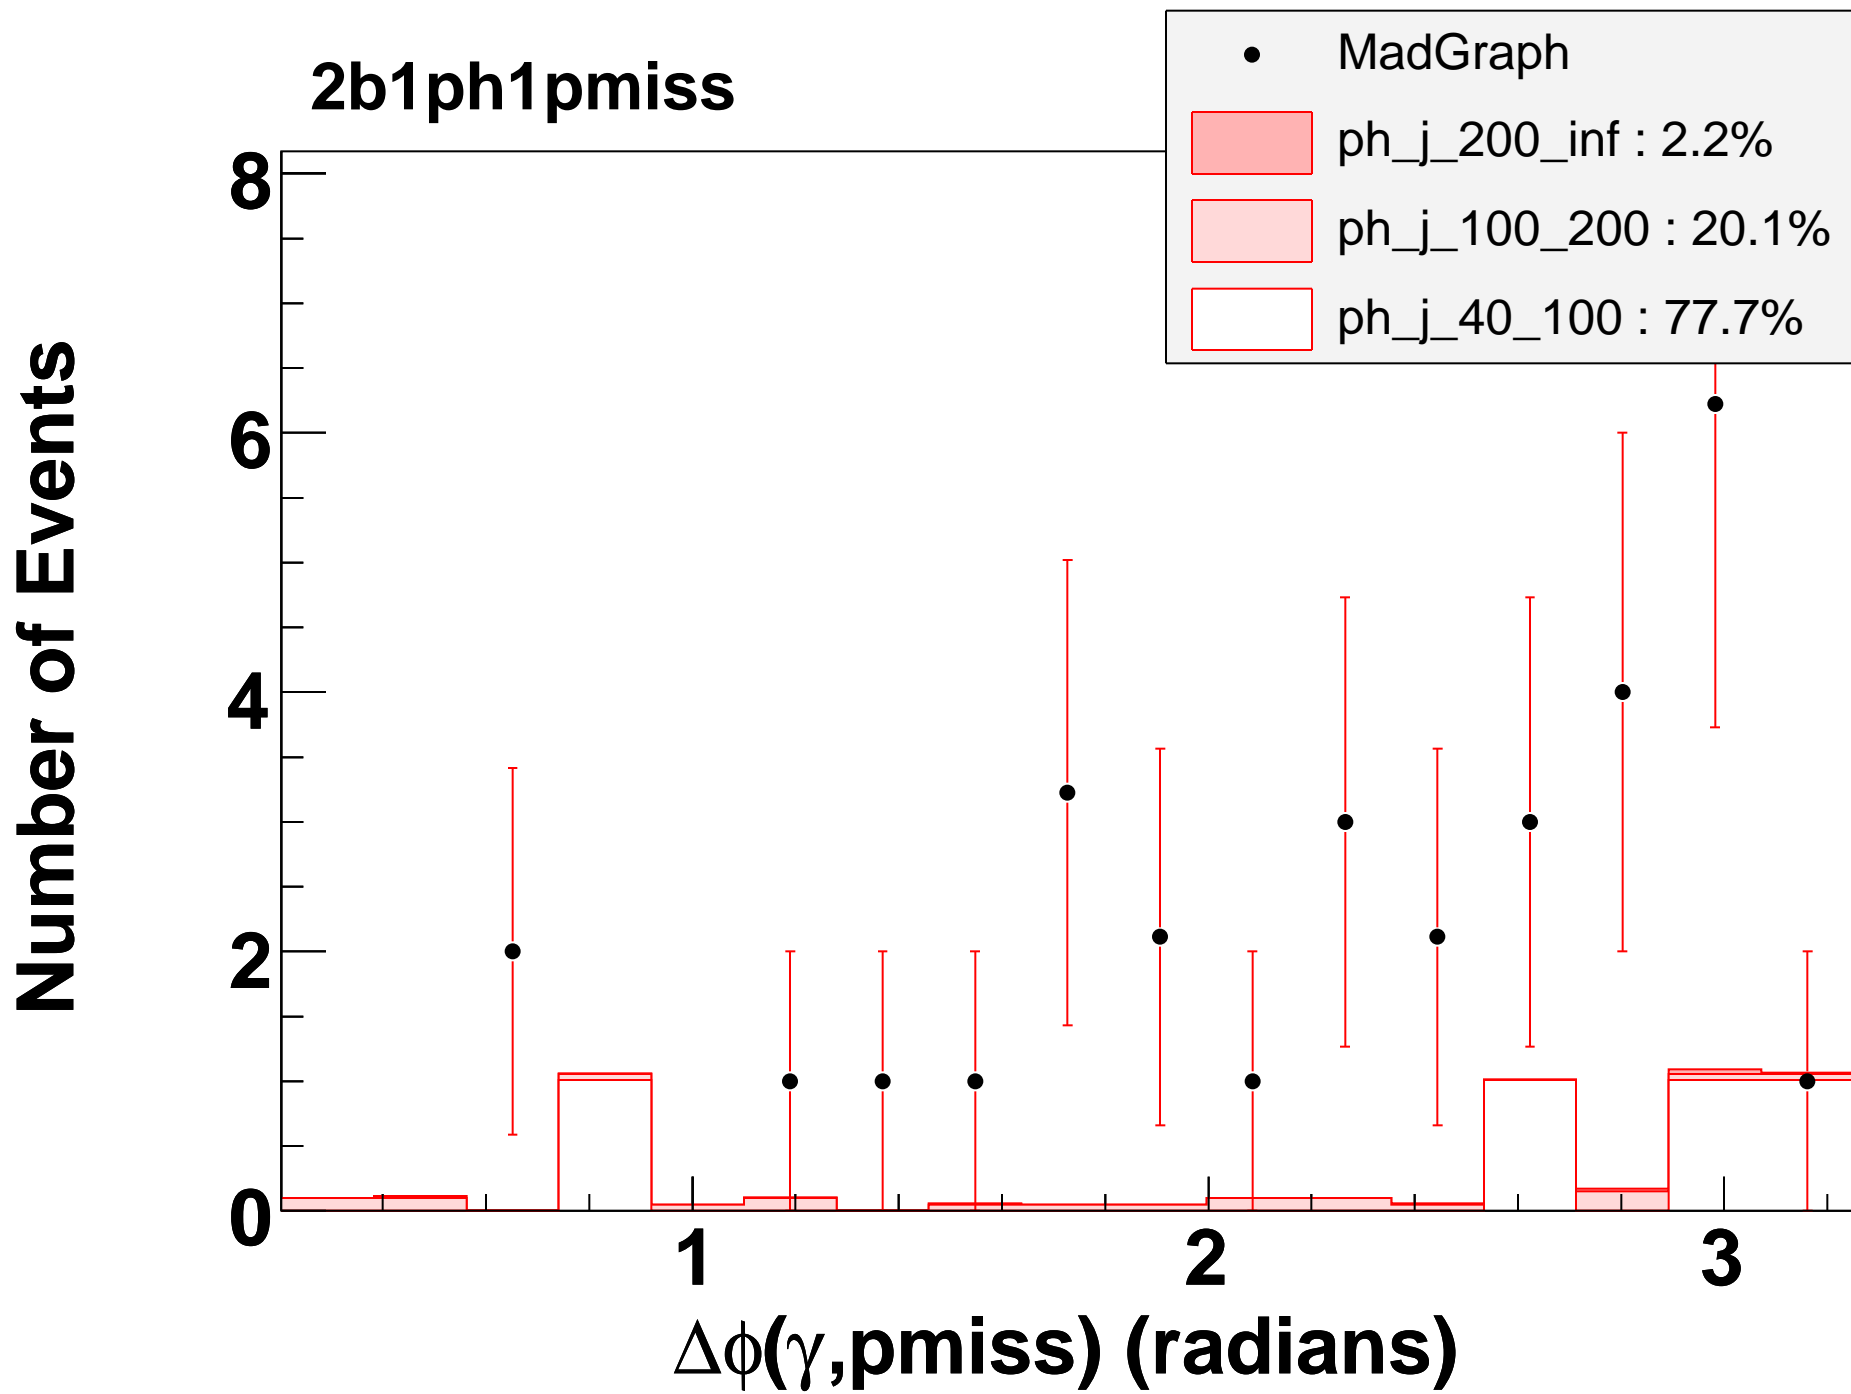 2b1ph1pmiss
MadGraph
ph_j_200_inf : 2.2%
ph_j_100_200 : 20.1%
ph_j_40_100 : 77.7%
Number of Events
8
6
4
2
0
1 2 3
Δϕ(γ,pmiss) (radians)